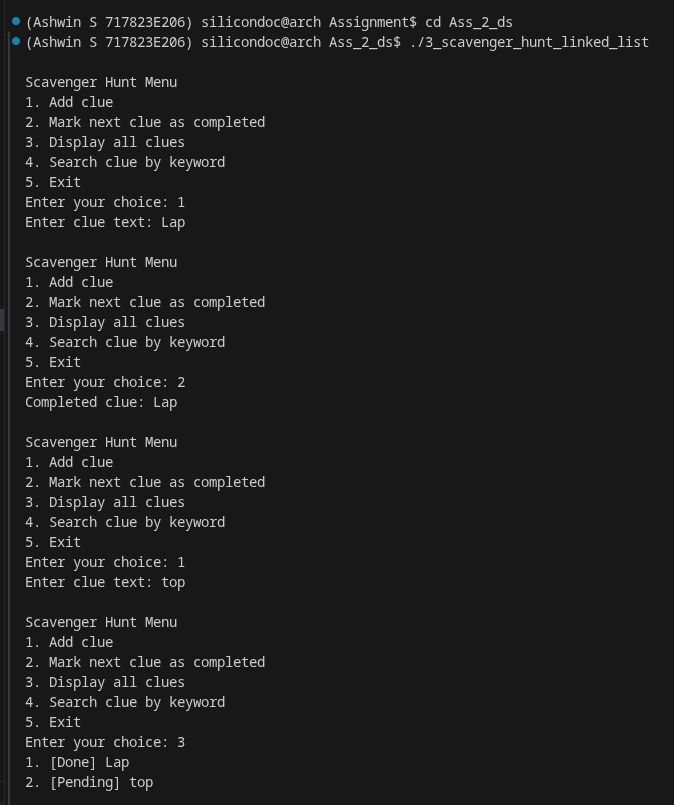 (Ashwin S 717823E206) silicondoc@arch Assignment$ cd Ass_2_ds
(Ashwin S 717823E206) silicondoc@arch Ass_2_ds$ ./3_scavenger_hunt_linked_list
Scavenger Hunt Menu
1. Add clue
2. Mark next clue as completed
3. Display all clues
4. Search clue by keyword
5. Exit
Enter your choice: 1
Enter clue text: Lap
Scavenger Hunt Menu
1. Add clue
2. Mark next clue as completed
3. Display all clues
4. Search clue by keyword
5. Exit
Enter your choice: 2
Completed clue: Lap
Scavenger Hunt Menu
1. Add clue
2. Mark next clue as completed
3. Display all clues
4. Search clue by keyword
5. Exit
Enter your choice: 1
Enter clue text: top
Scavenger Hunt Menu
1. Add clue
2. Mark next clue as completed
3. Display all clues
4. Search clue by keyword
5. Exit
Enter your choice: 3
1. [Done] Lap
2. [Pending] top